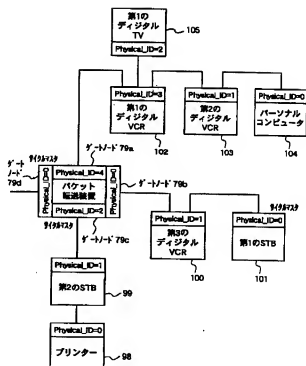 第1の
ディジタル
TV
Physical_ID=2
105
Physical_ID=3
第1の
ディジタル
VCR
102
Physical_ID=1
第2の
ディジタル
VCR
103
Physical_ID=0
パーソナル
コンピュータ
104
サイクルマスタ
ゲート
ノード
79d
ゲートノード 79a
Physical_ID=0
Physical_ID=4
パケット
転送装置
Physical_ID=2
Physical_ID=0
ゲートノード79b
サイクルマスタ
ゲートノード 79c
サイクルマスタ
Physical_ID=1
第3の
ディジタル
VCR
100
Physical_ID=0
第1のSTB
101
Physical_ID=1
第2のSTB
99
Physical_ID=0
プリンター
98